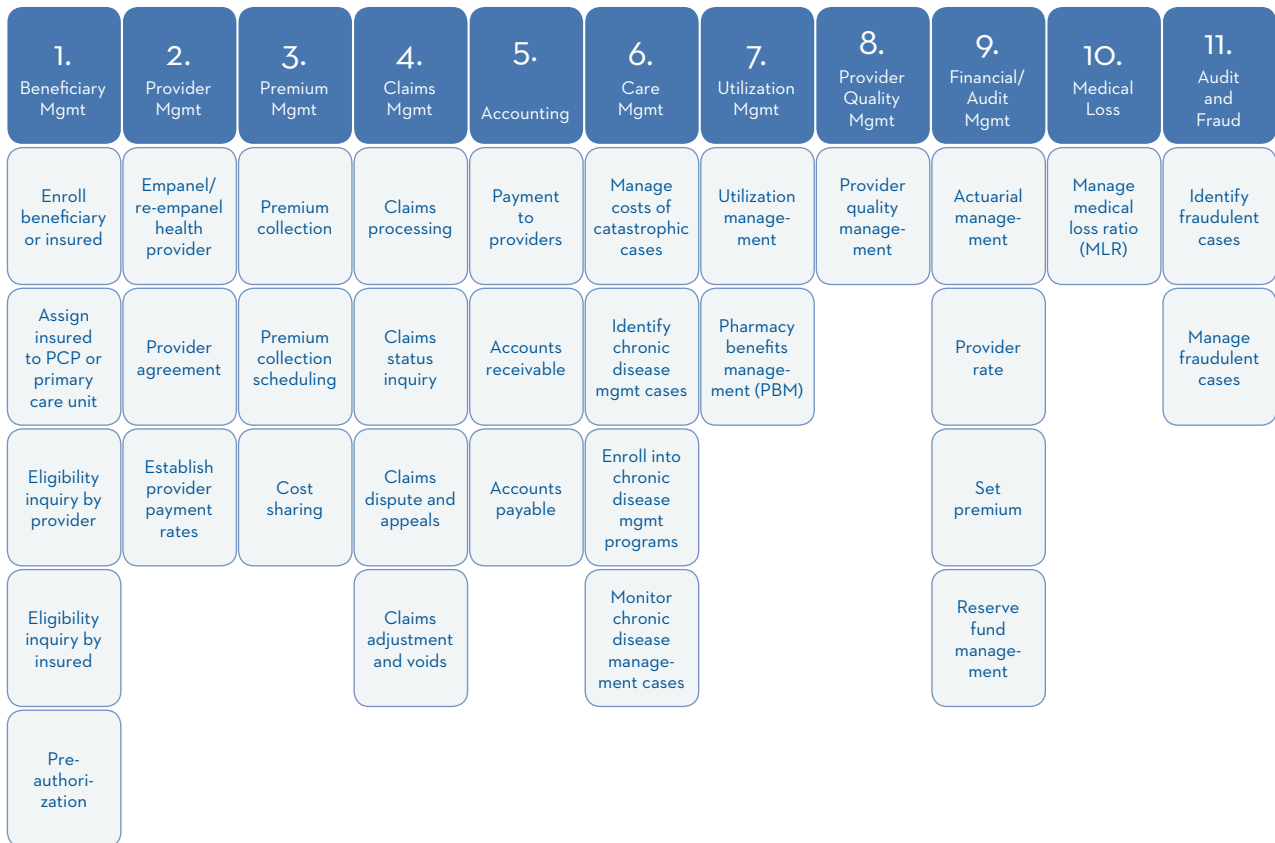 1.
Beneficiary
Mgmt
2.
Provider
Mgmt
3.
Premium
Mgmt
4.
Claims
Mgmt
5.
Accounting
6.
Care
Mgmt
7.
Utilization
Mgmt
8.
Provider
Quality
Mgmt
9.
Financial/
Audit
Mgmt
10.
Medical
Loss
11.
Audit
and
Fraud
Enroll
beneficiary
or insured
Empanel/
re-empanel
health
provider
Premium
collection
Claims
processing
Payment
to
providers
Manage
costs of
catastrophic
cases
Utilization
manage-
ment
Provider
quality
manage-
ment
Actuarial
manage-
ment
Manage
medical
loss ratio
(MLR)
Identify
fraudulent
cases
Assign
insured
to PCP or
primary
care unit
Provider
agreement
Premium
collection
scheduling
Claims
status
inquiry
Accounts
receivable
Identify
chronic
disease
mgmt cases
Pharmacy
benefits
manage-
ment (PBM)
Provider
rate
Manage
fraudulent
cases
Eligibility
inquiry by
provider
Establish
provider
payment
rates
Cost
sharing
Claims
dispute and
appeals
Accounts
payable
Enroll into
chronic
disease
mgmt
programs
Set
premium
Eligibility
inquiry by
insured
Claims
adjustment
and voids
Monitor
chronic
disease
manage-
ment cases
Reserve
fund
manage-
ment
Pre-
authori-
zation